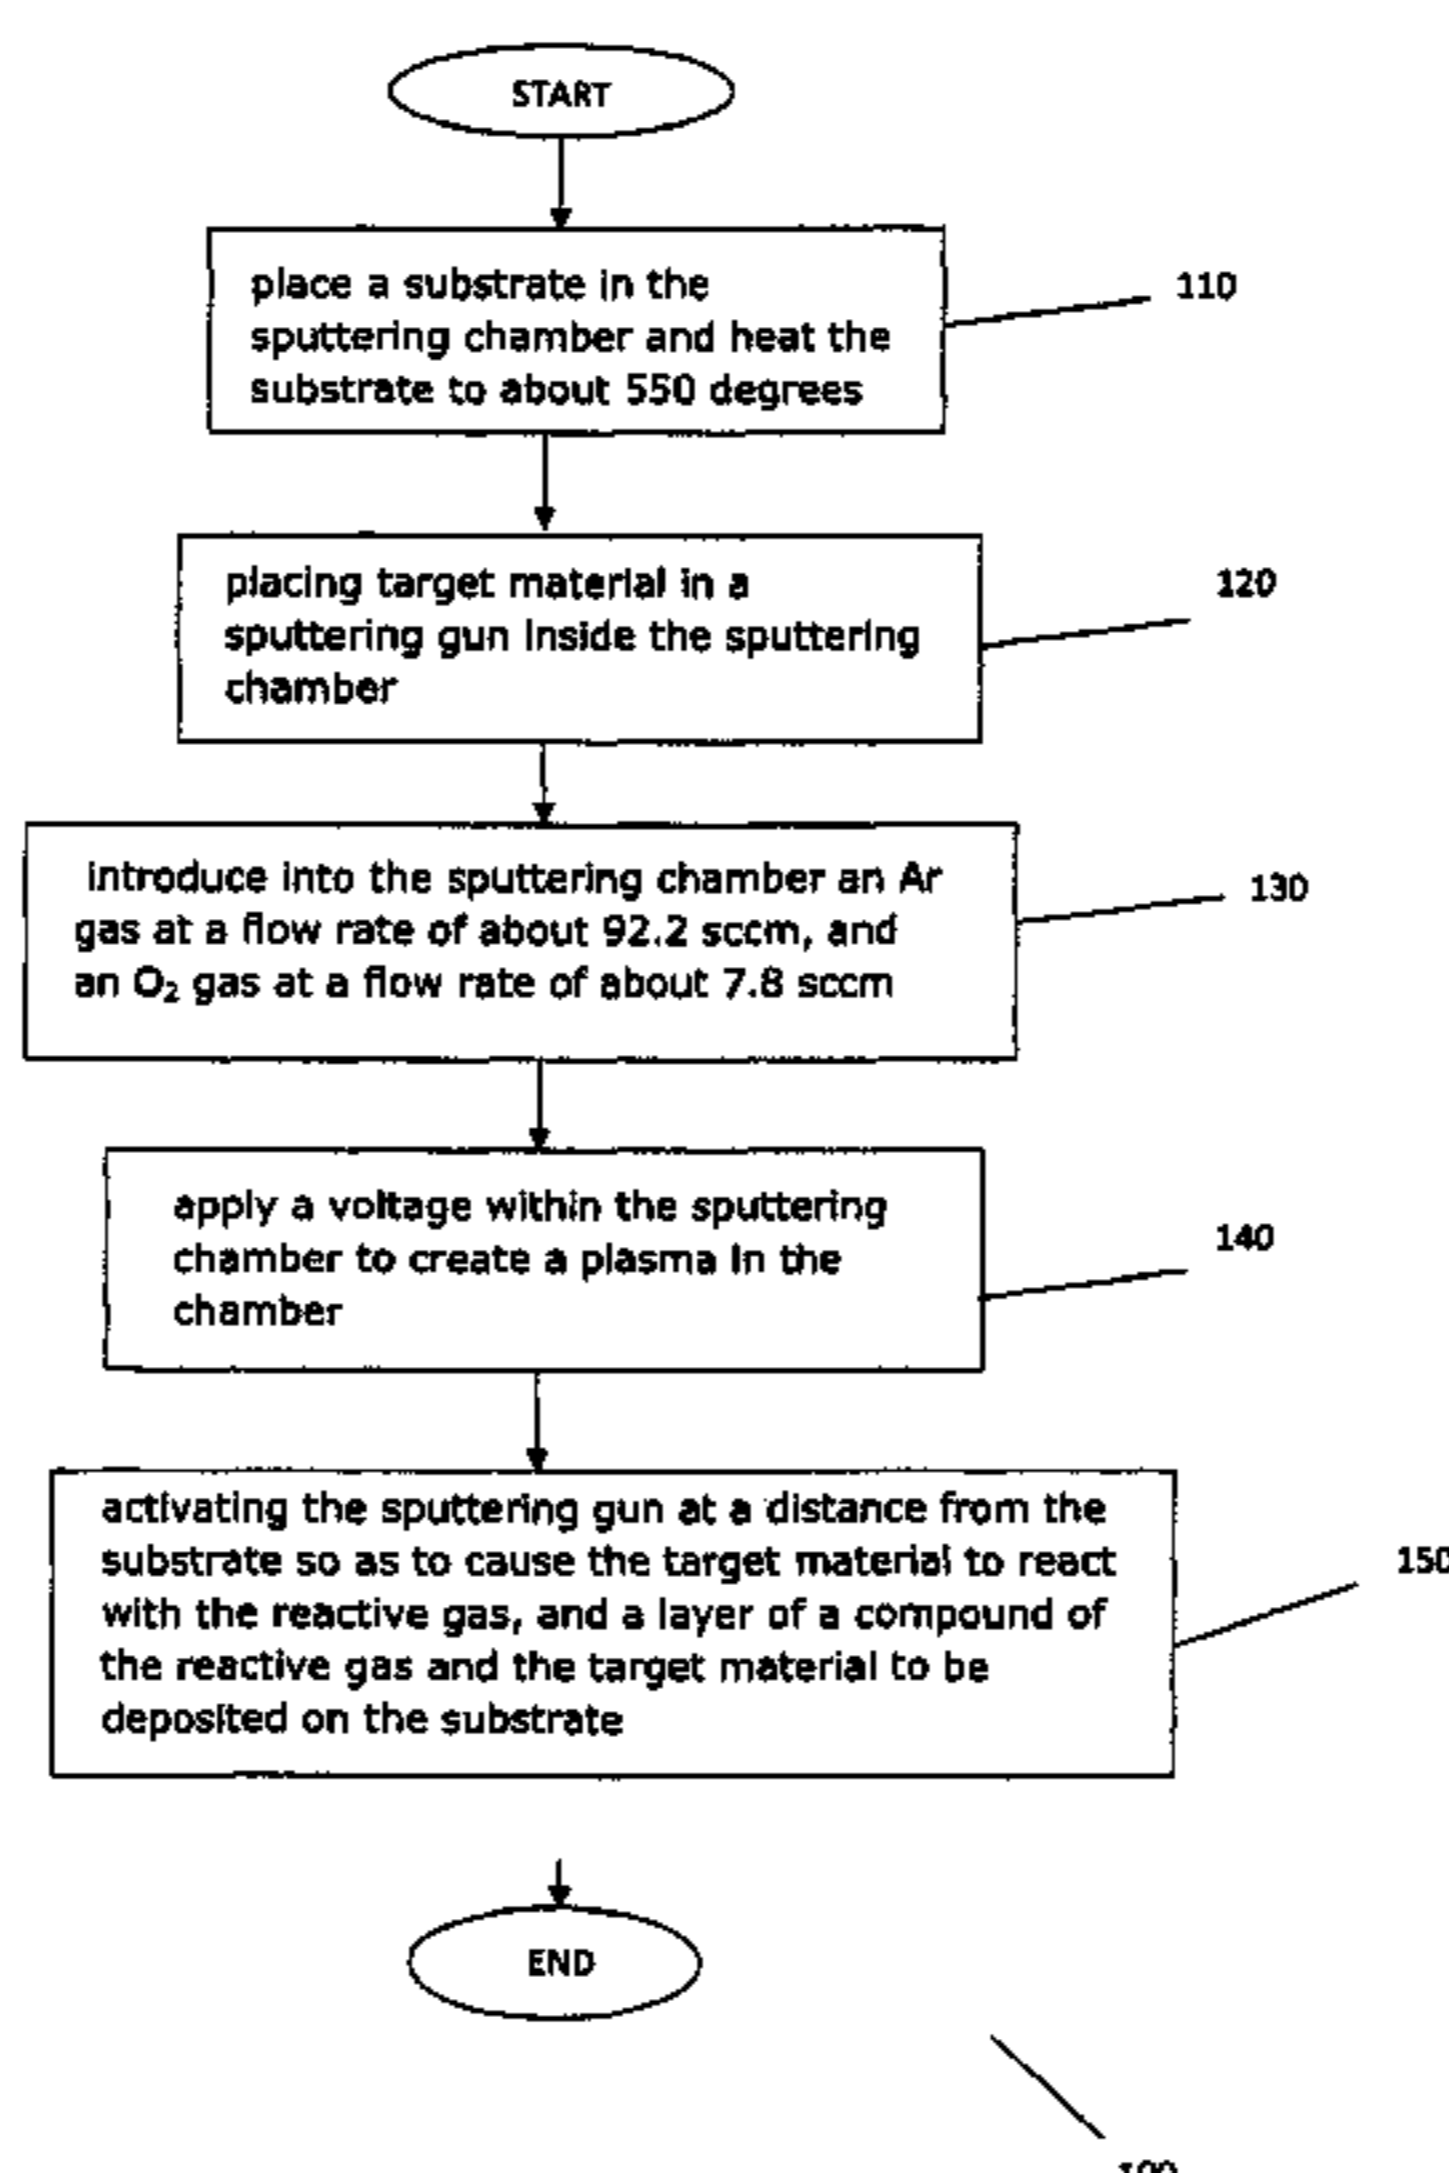 START
place a substrate in the
sputtering chamber and heat the
substrate to about 550 degrees
110
placing target material in a
sputtering gun inside the sputtering
chamber
120
introduce into the sputtering chamber an Ar
gas at a flow rate of about 92.2 sccm, and
an O₂ gas at a flow rate of about 7.8 sccm
130
apply a voltage within the sputtering
chamber to create a plasma in the
chamber
140
activating the sputtering gun at a distance from the
substrate so as to cause the target material to react
with the reactive gas, and a layer of a compound of
the reactive gas and the target material to be
deposited on the substrate
150
END